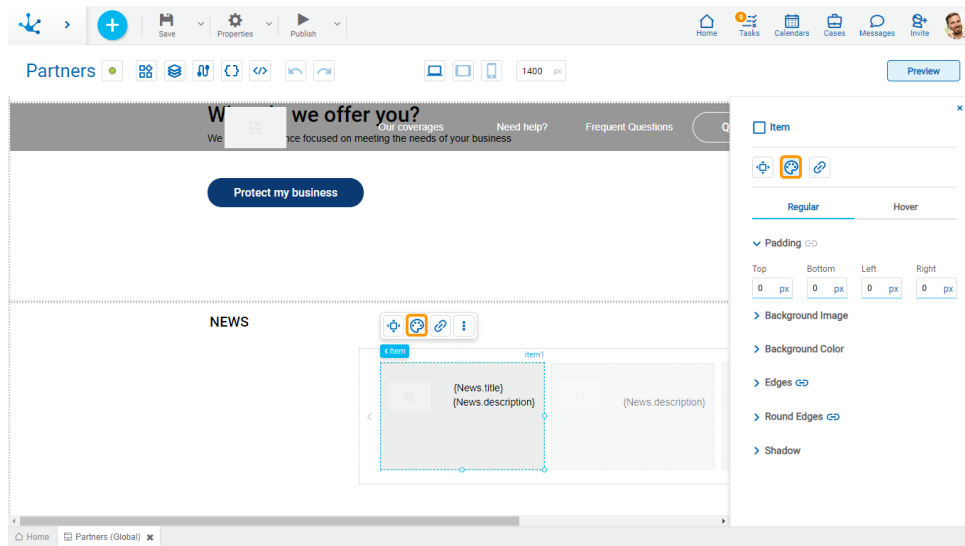 Save
Properties
Publish
Home
9
Tasks
Calendars
Cases
Messages
Invite
Partners
1400 px
Preview
we offer you?
We
nce focused on meeting the needs of your business
Our coverages
Need help?
Frequent Questions
Q
Protect my business
NEWS
Item
item1
{News.title}
{News.description}
{News.description}
×
Item
Regular
Hover
Padding
Top Bottom Left Right
0 px 0 px 0 px 0 px
Background Image
Background Color
Edges
Round Edges
Shadow
Home
Partners (Global)